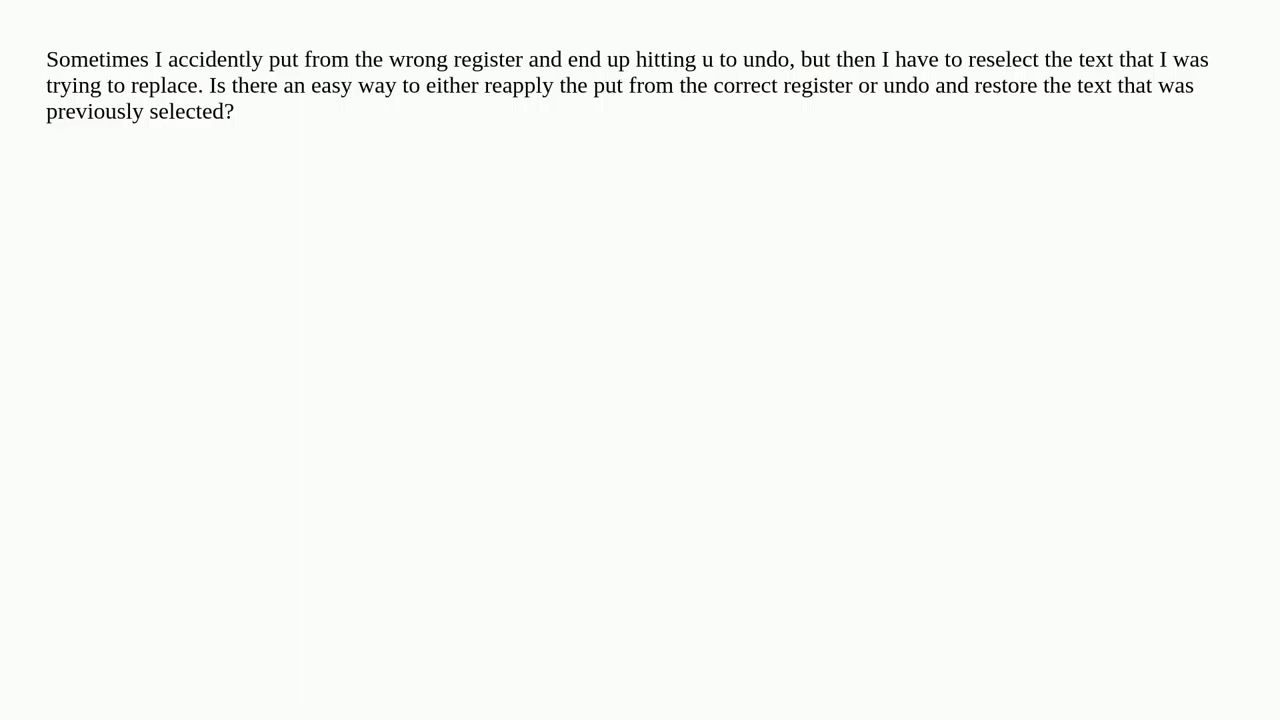 Sometimes I accidently put from the wrong register and end up hitting u to undo, but then I have to reselect the text that I was
trying to replace. Is there an easy way to either reapply the put from the correct register or undo and restore the text that was
previously selected?